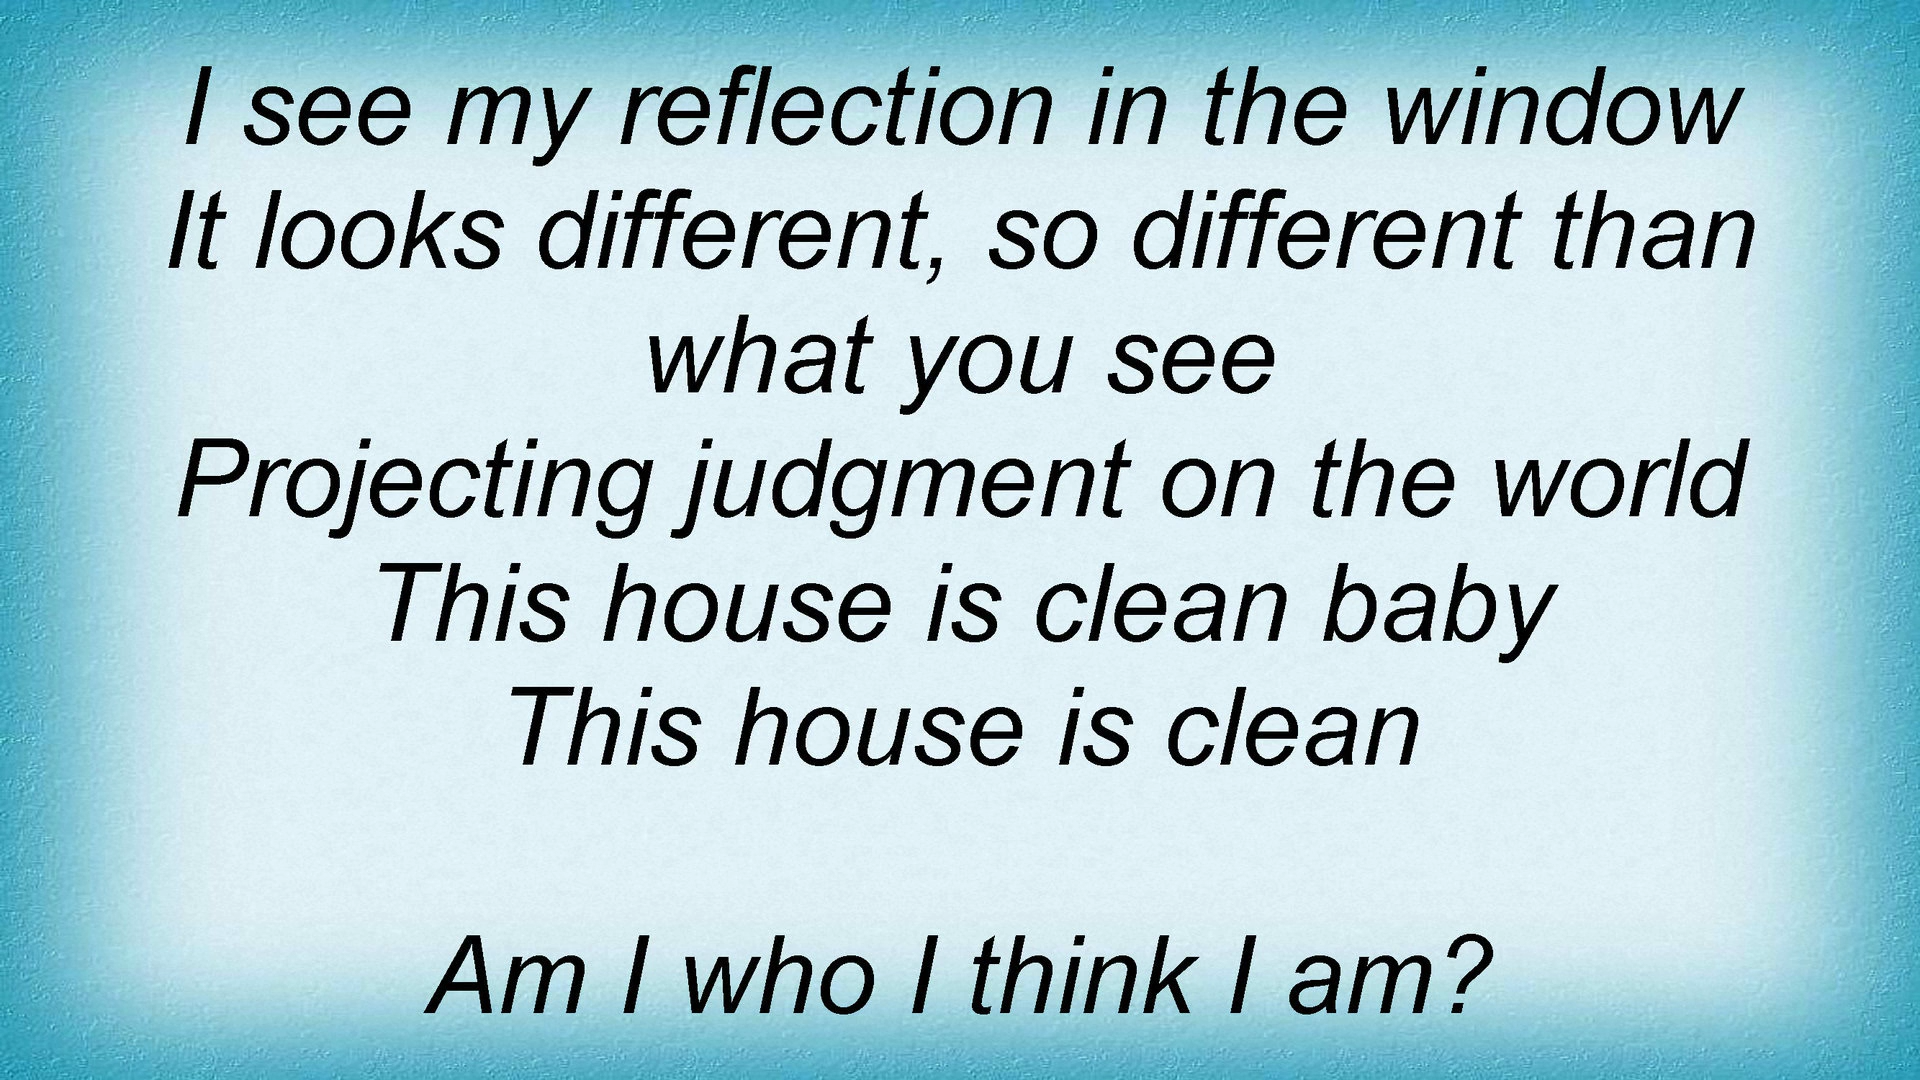 I see my reflection in the window
It looks different, so different than
what you see
Projecting judgment on the world
This house is clean baby
This house is clean
Am I who I think I am?